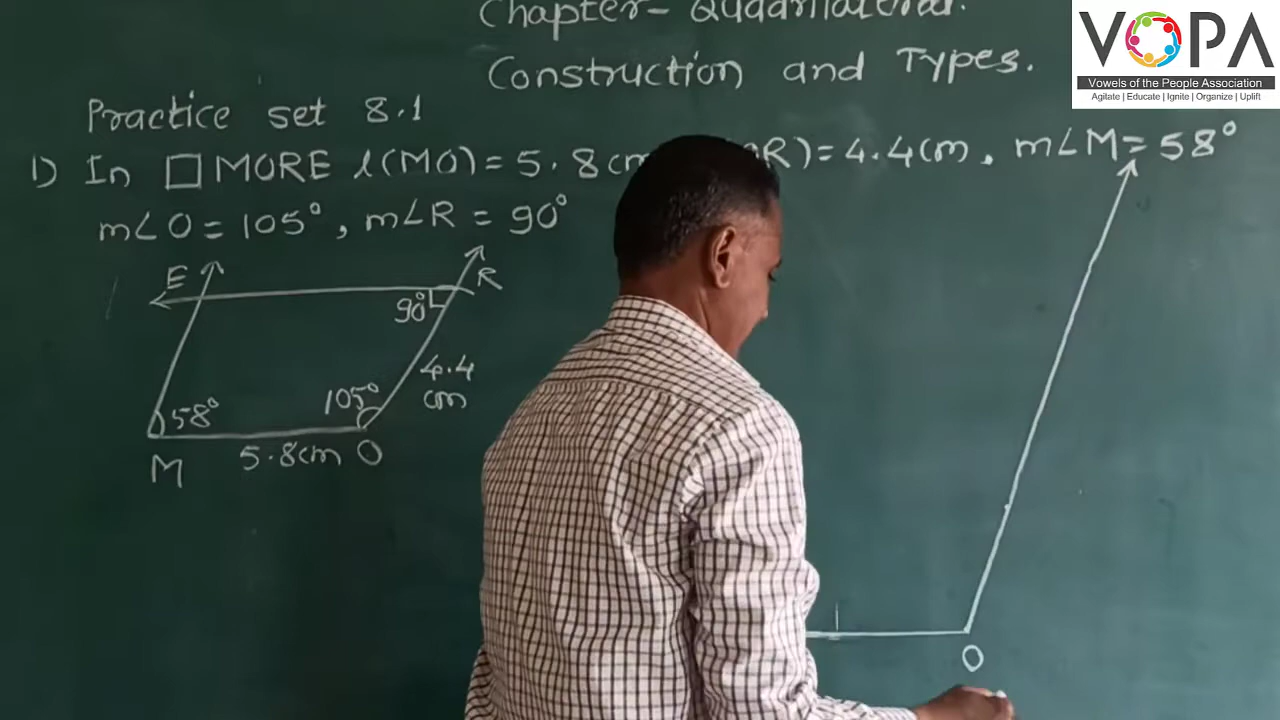 Chapter- Quadrilateral.
Construction and Types.
VOPA
Vowels of the People Association
Agitate | Educate | Ignite | Organize | Uplift
Practice set 8.1
1) In □ MORE l(MO) = 5.8cm R) = 4.4cm, m∠M = 58°
m∠O = 105°, m∠R = 90°
E
R
90°
4.4
cm
105°
58°
M
5.8cm
O
O